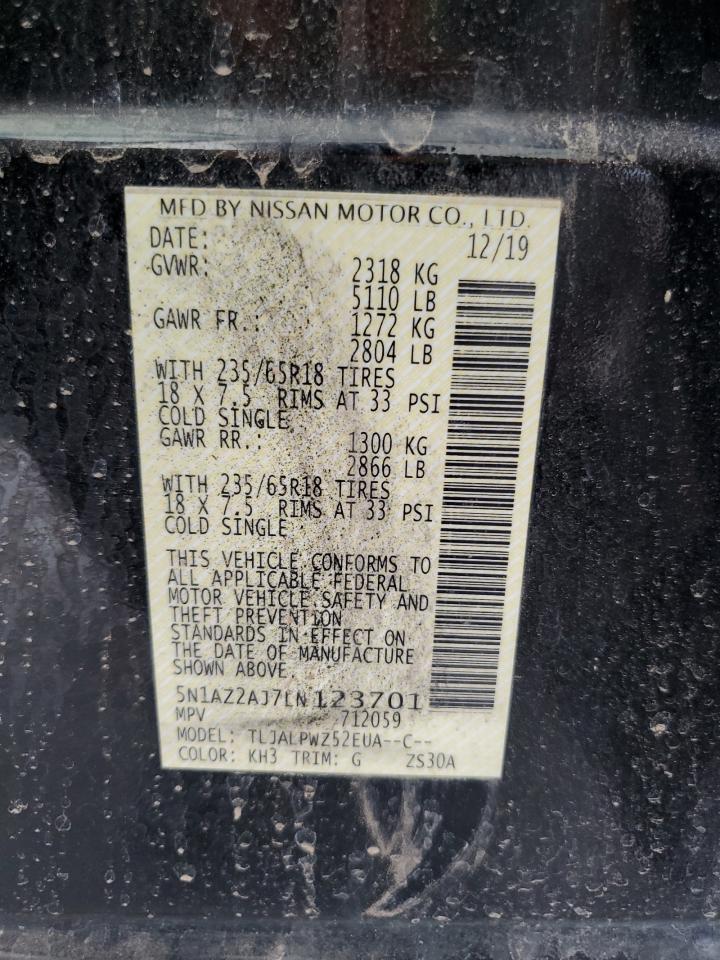 MFD BY NISSAN MOTOR CO., LTD.
DATE: 12/19
GVWR: 2318 KG
5110 LB
GAWR FR.: 1272 KG
2804 LB
WITH 235/65R18 TIRES
18 X 7.5 RIMS AT 33 PSI
COLD SINGLE
GAWR RR.: 1300 KG
2866 LB
WITH 235/65R18 TIRES
18 X 7.5 RIMS AT 33 PSI
COLD SINGLE
THIS VEHICLE CONFORMS TO
ALL APPLICABLE FEDERAL
MOTOR VEHICLE SAFETY AND
THEFT PREVENTION
STANDARDS IN EFFECT ON
THE DATE OF MANUFACTURE
SHOWN ABOVE.
5N1AZ2AJ7LN123701
MPV 712059
MODEL: TLJALPWZ52EUA--C--
COLOR: KH3 TRIM: G ZS30A